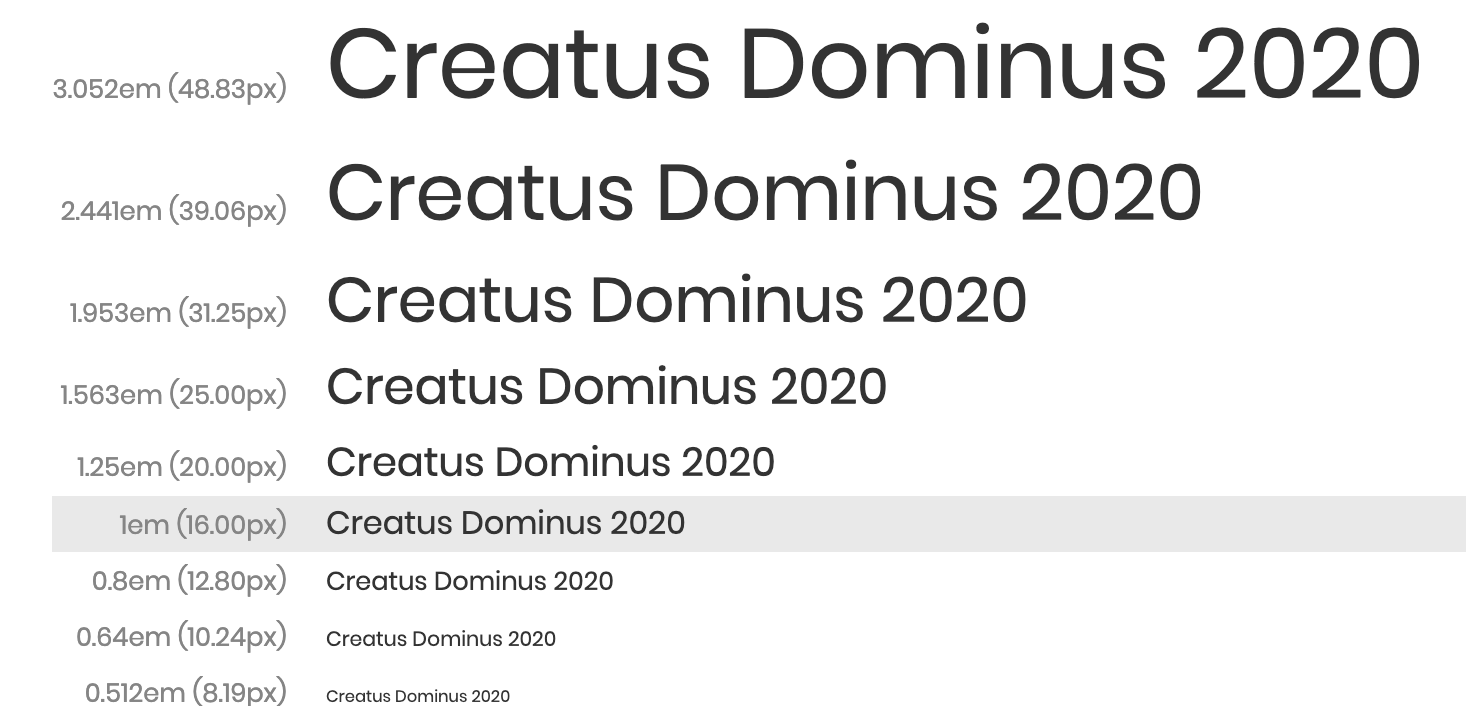 3.052em (48.83px) Creatus Dominus 2020
2.441em (39.06px) Creatus Dominus 2020
1.953em (31.25px) Creatus Dominus 2020
1.563em (25.00px) Creatus Dominus 2020
1.25em (20.00px) Creatus Dominus 2020
1em (16.00px) Creatus Dominus 2020
0.8em (12.80px) Creatus Dominus 2020
0.64em (10.24px) Creatus Dominus 2020
0.512em (8.19px) Creatus Dominus 2020